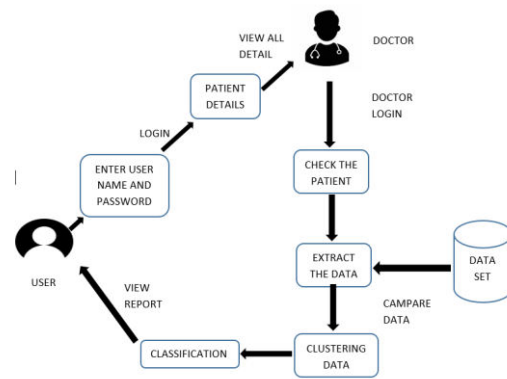 VIEW ALL
DETAIL
DOCTOR
PATIENT
DETAILS
DOCTOR
LOGIN
LOGIN
ENTER USER
NAME AND
PASSWORD
CHECK THE
PATIENT
USER
EXTRACT
THE DATA
DATA
SET
VIEW
REPORT
CAMPARE
DATA
CLASSIFICATION
CLUSTERING
DATA